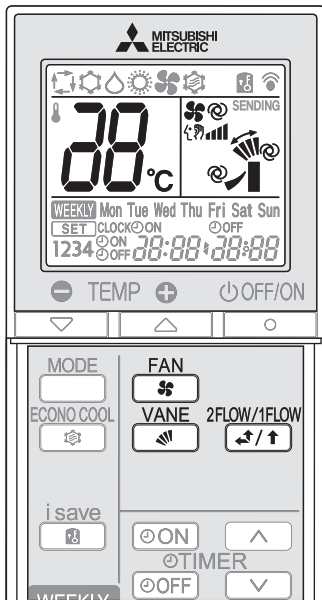 MITSUBISHI
ELECTRIC
SENDING
88 °C
WEEKLY Mon Tue Wed Thu Fri Sat Sun
SET CLOCK ON OFF
1234 ON OFF 88:88 88:88
TEMP OFF/ON
MODE FAN
ECONO COOL VANE 2FLOW/1FLOW
i save
ON
TIMER
OFF
WEEKLY